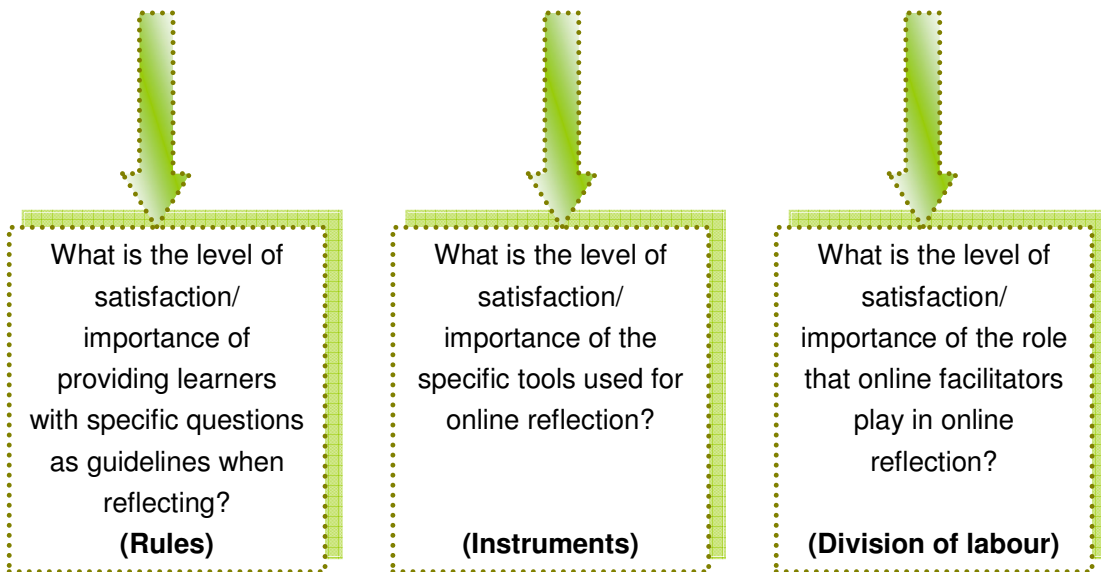 What is the level of
satisfaction/
importance of
providing learners
with specific questions
as guidelines when
reflecting?
(Rules)
What is the level of
satisfaction/
importance of the
specific tools used for
online reflection?
(Instruments)
What is the level of
satisfaction/
importance of the role
that online facilitators
play in online
reflection?
(Division of labour)